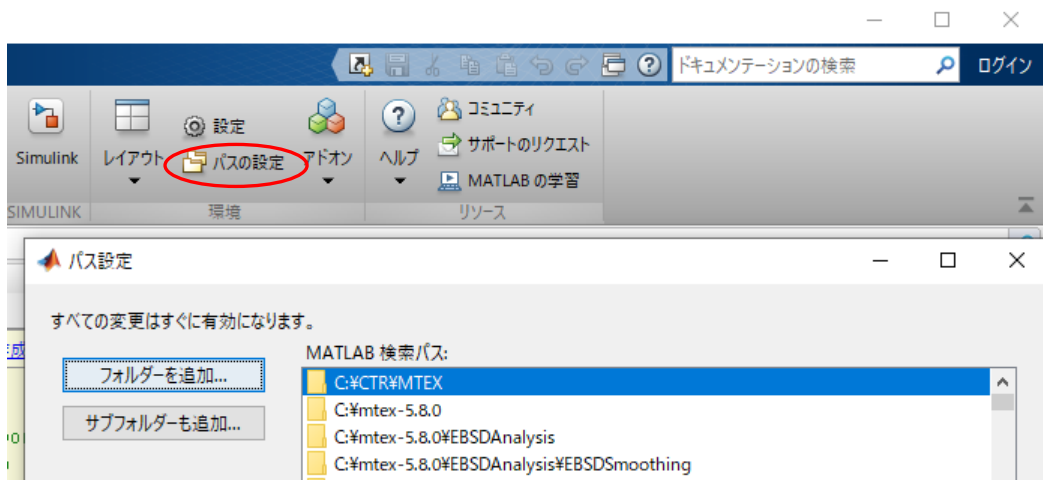 ドキュメンテーションの検索
ログイン
Simulink
レイアウト
設定
パスの設定
アドオン
ヘルプ
コミュニティ
サポートのリクエスト
MATLAB の学習
SIMULINK
環境
リソース
パス設定
すべての変更はすぐに有効になります。
成
フォルダーを追加...
サブフォルダーも追加...
MATLAB 検索パス:
C:¥CTR¥MTEX
C:¥mtex-5.8.0
C:¥mtex-5.8.0¥EBSDAnalysis
C:¥mtex-5.8.0¥EBSDAnalysis¥EBSDSmoothing